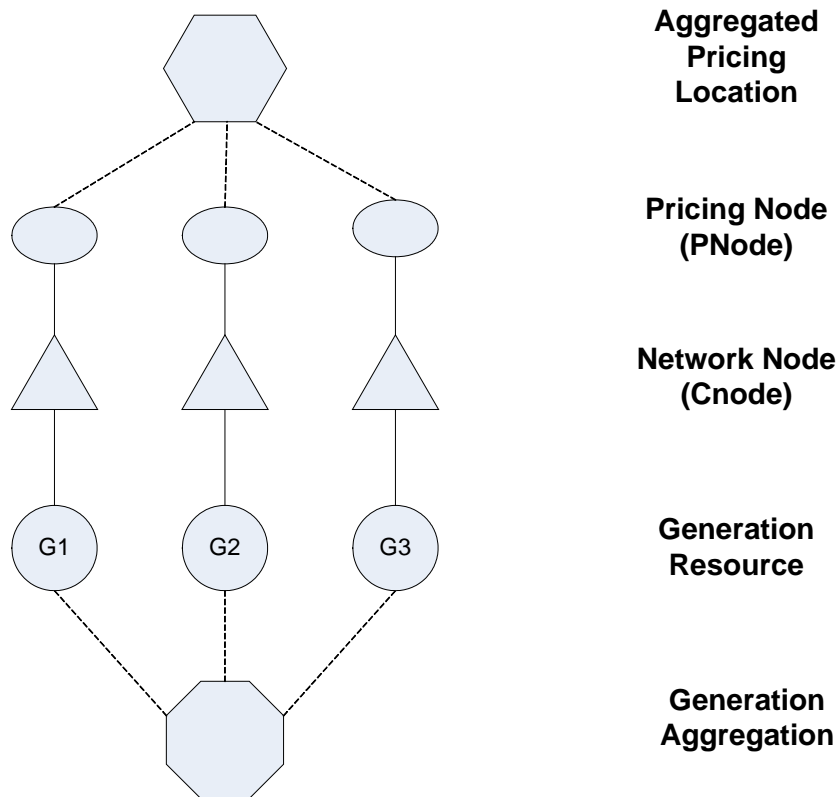 Aggregated
Pricing
Location
Pricing Node
(PNode)
Network Node
(Cnode)
G1 G2 G3
Generation
Resource
Generation
Aggregation